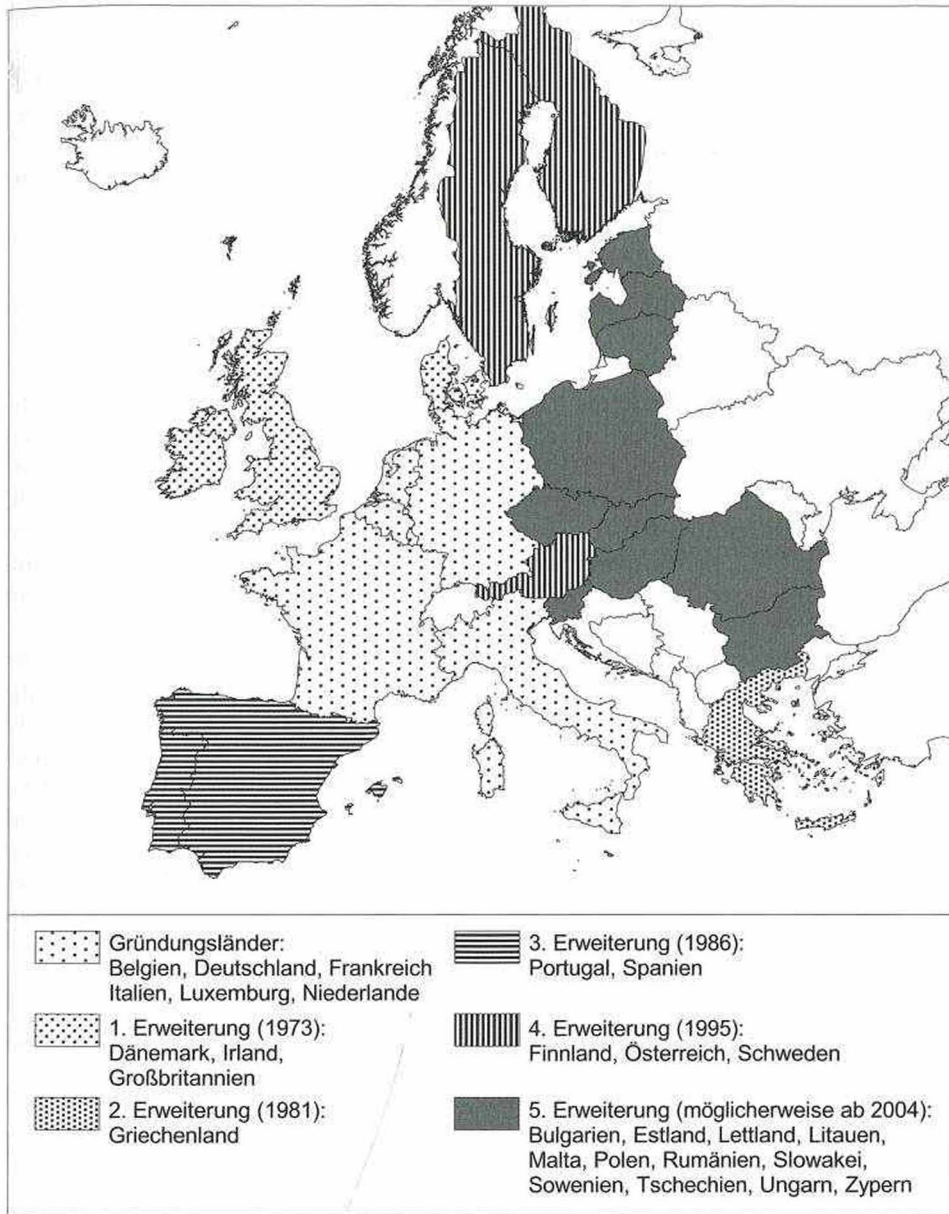 Gründungsländer:
Belgien, Deutschland, Frankreich
Italien, Luxemburg, Niederlande
1. Erweiterung (1973):
Dänemark, Irland,
Großbritannien
2. Erweiterung (1981):
Griechenland
3. Erweiterung (1986):
Portugal, Spanien
4. Erweiterung (1995):
Finnland, Österreich, Schweden
5. Erweiterung (möglicherweise ab 2004):
Bulgarien, Estland, Lettland, Litauen,
Malta, Polen, Rumänien, Slowakei,
Sowenien, Tschechien, Ungarn, Zypern